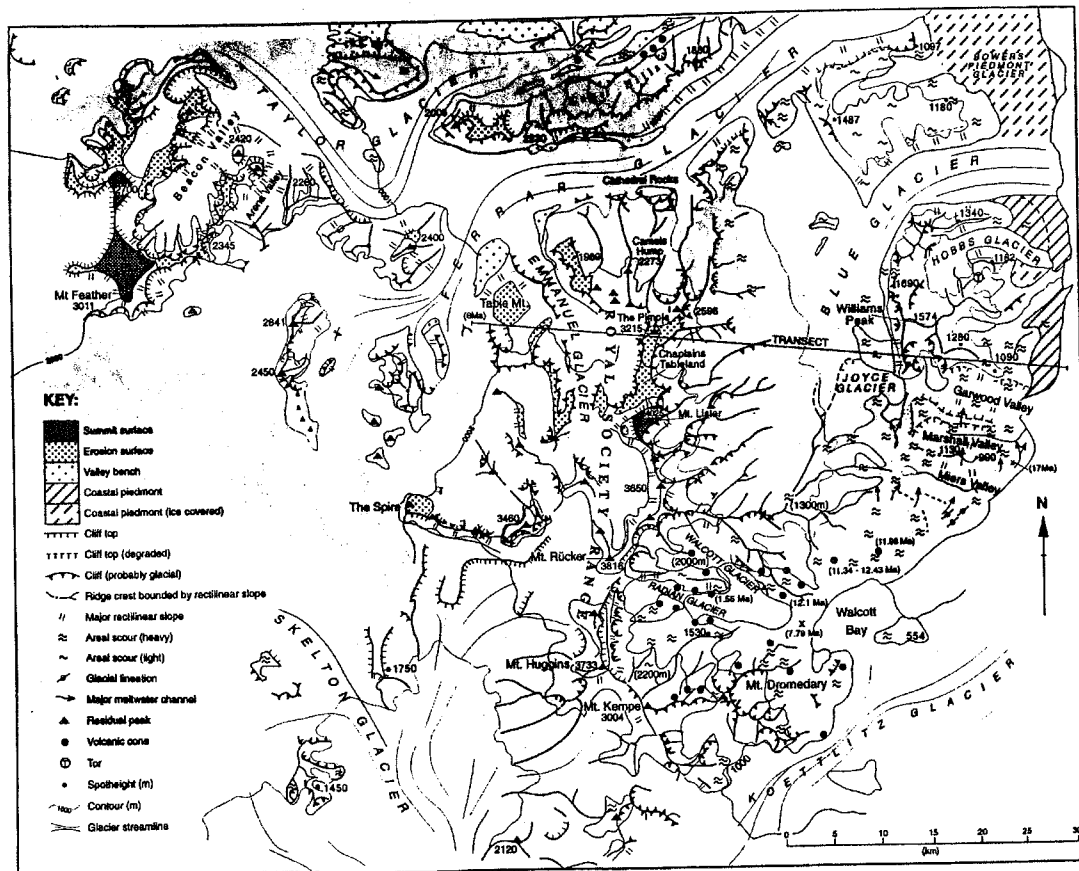 BOWERS PIEDMONT GLACIER
1097
1180
1487
TAYLOR GLACIER
FERRAR GLACIER
BLUE GLACIER
Beacon Valley
2420
Arena Valley
2345
2400
Mt Feather
3011
Cathedral Rocks
1989
Camels Hump
2273
EMMANUEL GLACIER
Table Mt.
The Pimple
3215
2598
1340
HOBBS GLACIER
1574
Williams Peak
TRANSECT
1280
1090
2841
2450
Chaplains Tableland
ROYAL SOCIETY RANGE
JOYCE GLACIER
Garwood Valley
Mt. Lister
Marshall Valley
1130
990
Miers Valley
(17Ma)
KEY:
Summit surface
Erosion surface
Valley bench
Coastal piedmont
Coastal piedmont (ice covered)
Cliff top
Cliff top (degraded)
Cliff (probably glacial)
Ridge crest bounded by rectilinear slope
Major rectilinear slope
Areal scour (heavy)
Areal scour (light)
Glacial lineation
Major meltwater channel
Residual peak
Volcanic cone
Tor
Spotheight (m)
1000 Contour (m)
Glacier streamline
N
The Spire
3460
3650
(1300m)
Mt. Rücker
3816
WALCOTT GLACIER
(2000m)
RADIAN GLACIER
(1.55 Ma)
(12.1 Ma)
(11.34 - 12.43 Ma)
Walcott Bay
554
(7.79 Ma)
1530
SKELTON GLACIER
1750
Mt. Huggins
3733
(2200m)
Mt. Kempe
3004
Mt. Dromedary
KOETTLITZ GLACIER
1000
1450
2120
0 5 10 15 20 25 30
(km)